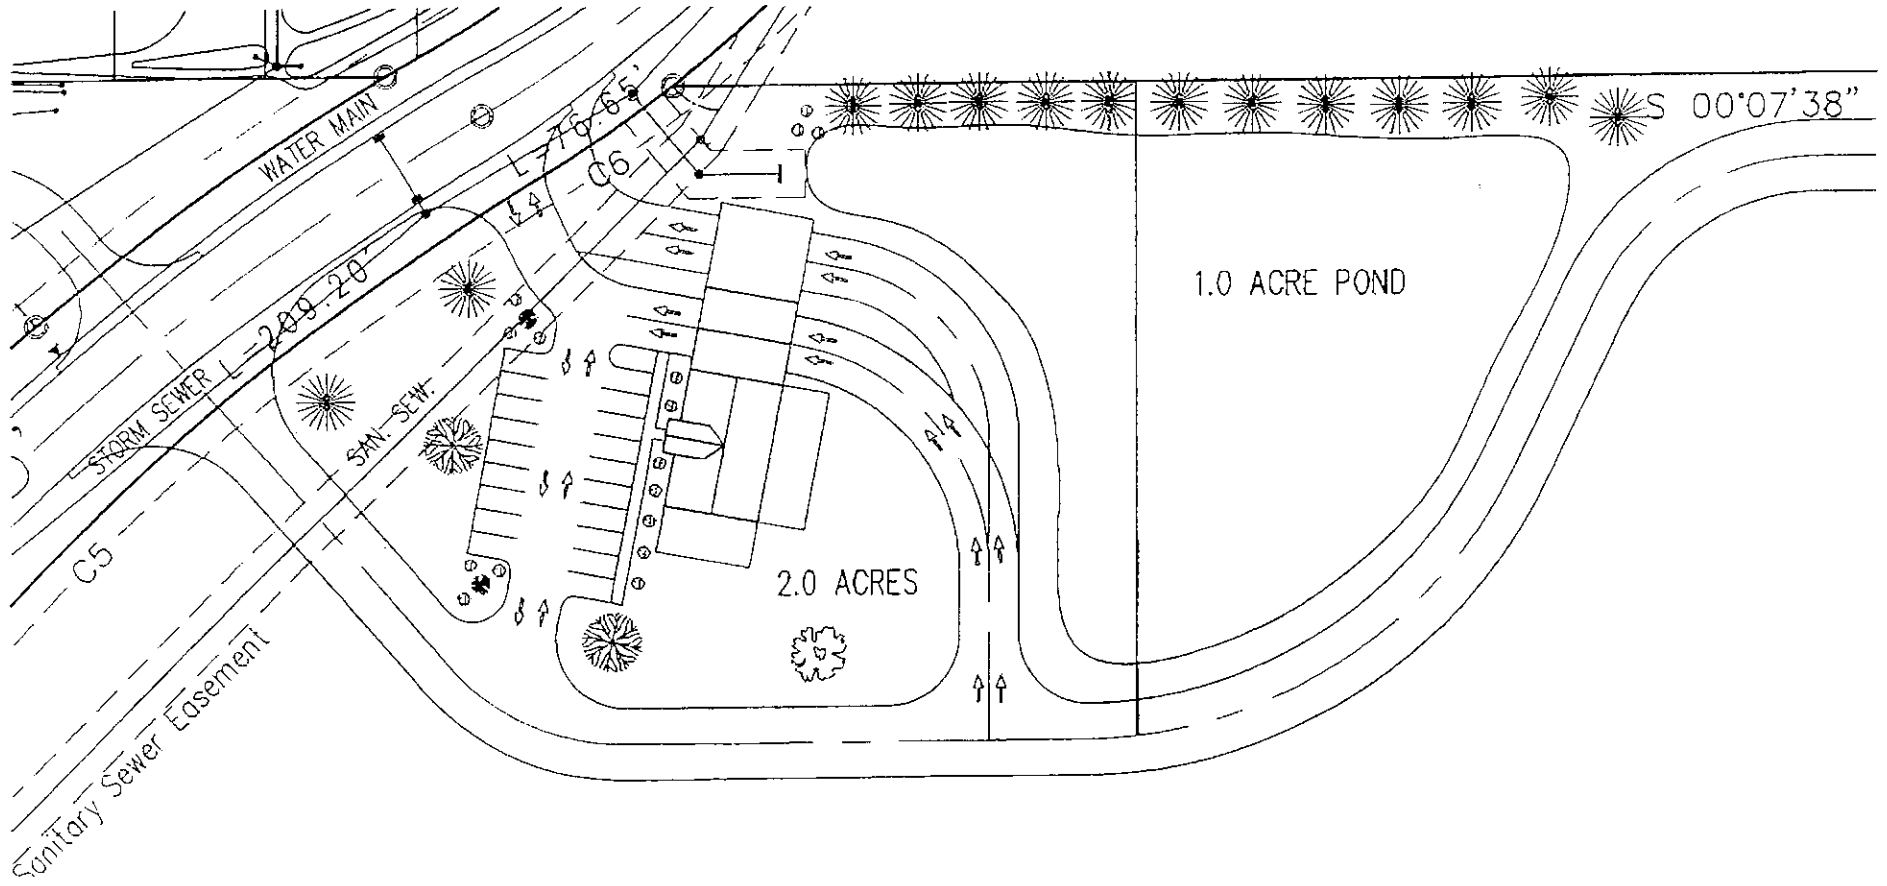 WATER MAIN
L-76.65'
C6
S 00°07'38"
1.0 ACRE POND
L-209.20'
STORM SEWER
SAN. SEW.
C5
2.0 ACRES
Sanitary Sewer Easement